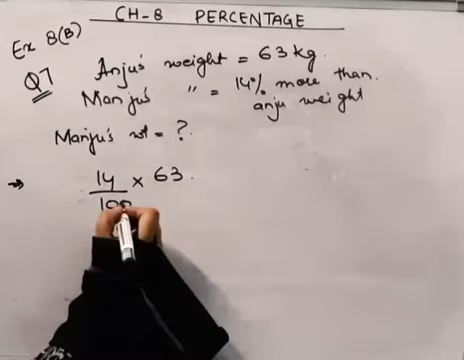 CH-8 PERCENTAGE
Ex 8(B)
Q7 Anju's weight = 63 kg.
Manju's " = 14% more than.
anju weight
Manju's wt = ?
→ 14/100 × 63